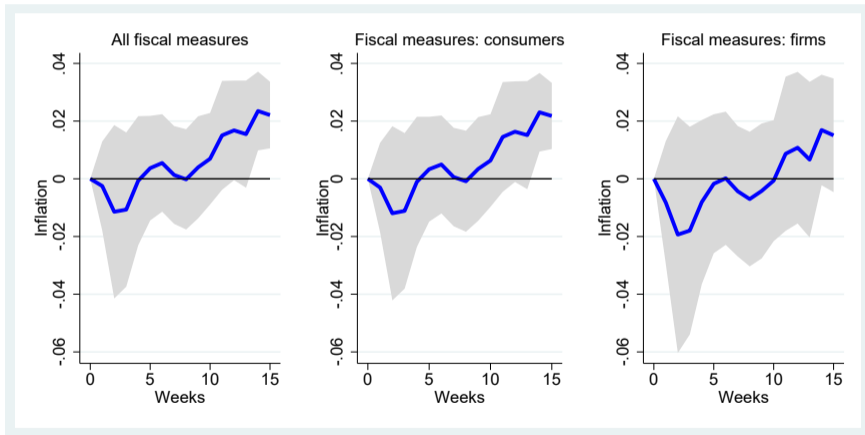 All fiscal measures
.04
.02
0
-.02
-.04
-.06
Inflation
0 5 10 15
Weeks
Fiscal measures: consumers
.04
.02
0
-.02
-.04
-.06
Inflation
0 5 10 15
Weeks
Fiscal measures: firms
.04
.02
0
-.02
-.04
-.06
Inflation
0 5 10 15
Weeks